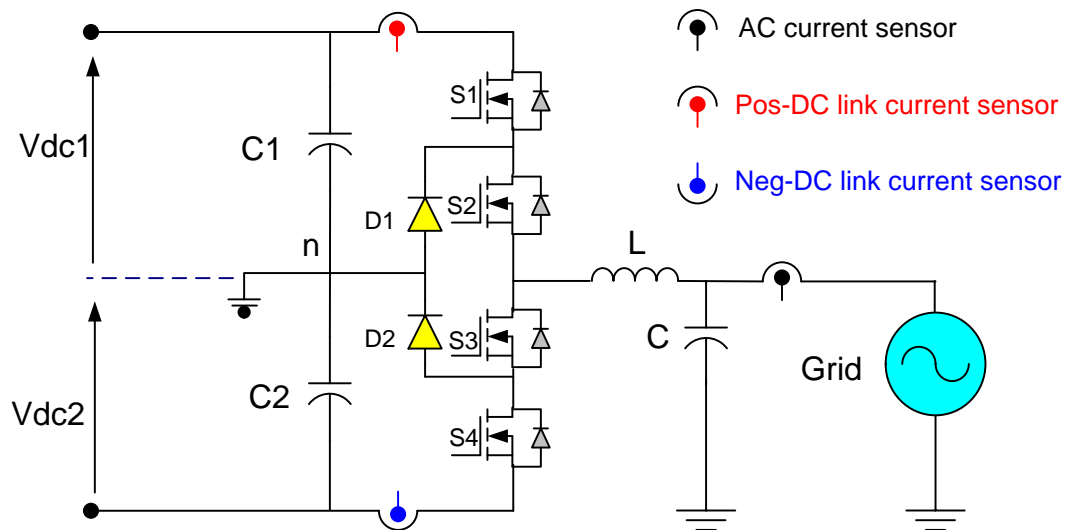 AC current sensor
S1
Pos-DC link current sensor
Vdc1
C1
Neg-DC link current sensor
S2
D1
n
L
D2
S3
C
Grid
C2
Vdc2
S4